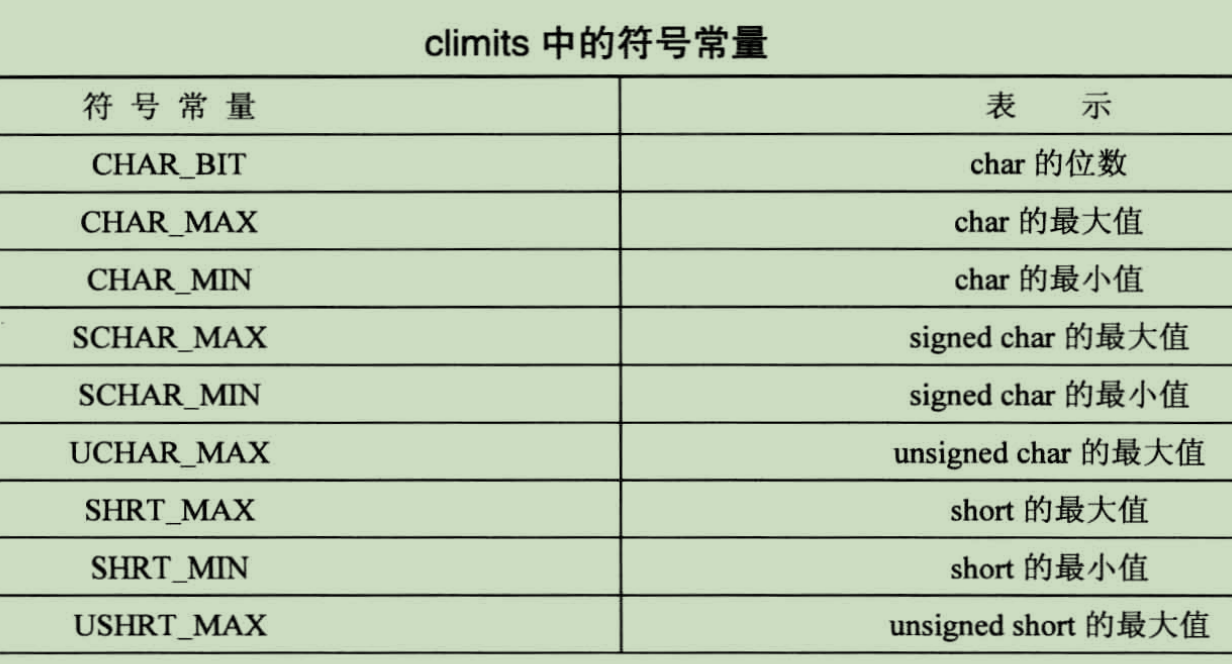 climits 中的符号常量
符 号 常 量 表 示
CHAR_BIT char 的位数
CHAR_MAX char 的最大值
CHAR_MIN char 的最小值
SCHAR_MAX signed char 的最大值
SCHAR_MIN signed char 的最小值
UCHAR_MAX unsigned char 的最大值
SHRT_MAX short 的最大值
SHRT_MIN short 的最小值
USHRT_MAX unsigned short 的最大值